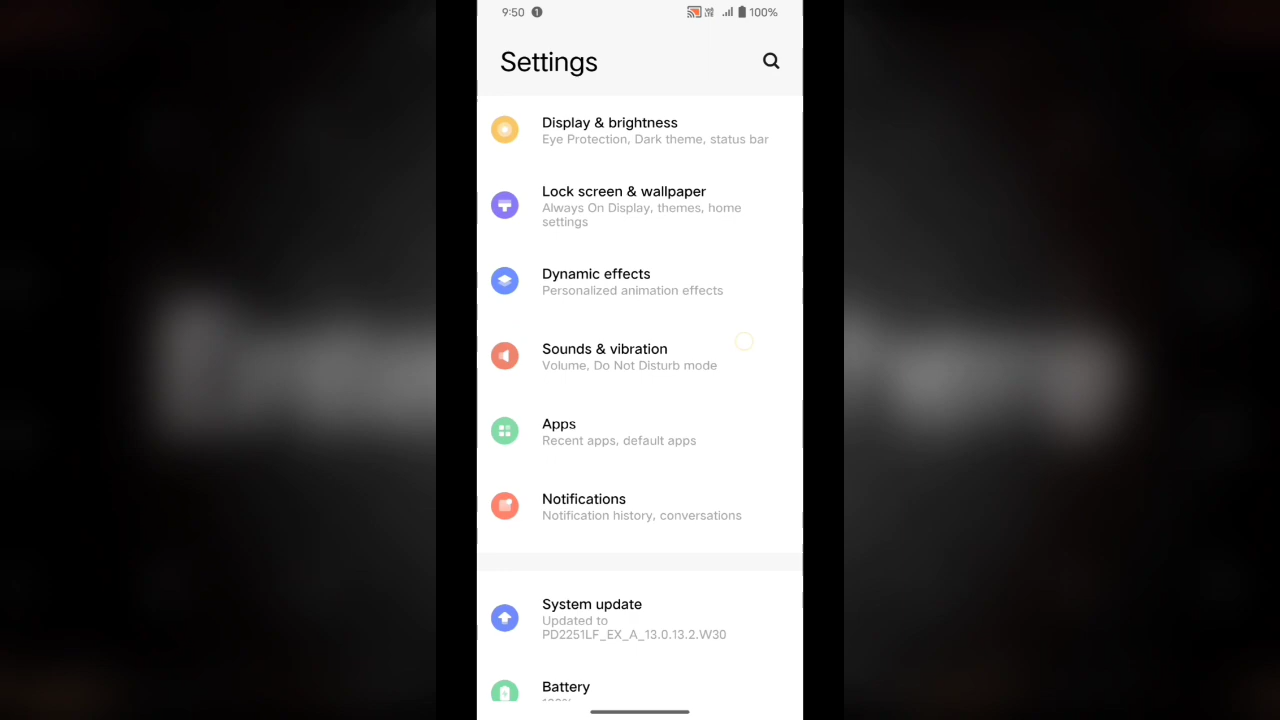 9:50 1 100%
Settings
Display & brightness
Eye Protection, Dark theme, status bar
Lock screen & wallpaper
Always On Display, themes, home
settings
Dynamic effects
Personalized animation effects
Sounds & vibration
Volume, Do Not Disturb mode
Apps
Recent apps, default apps
Notifications
Notification history, conversations
System update
Updated to
PD2251LF_EX_A_13.0.13.2.W30
Battery